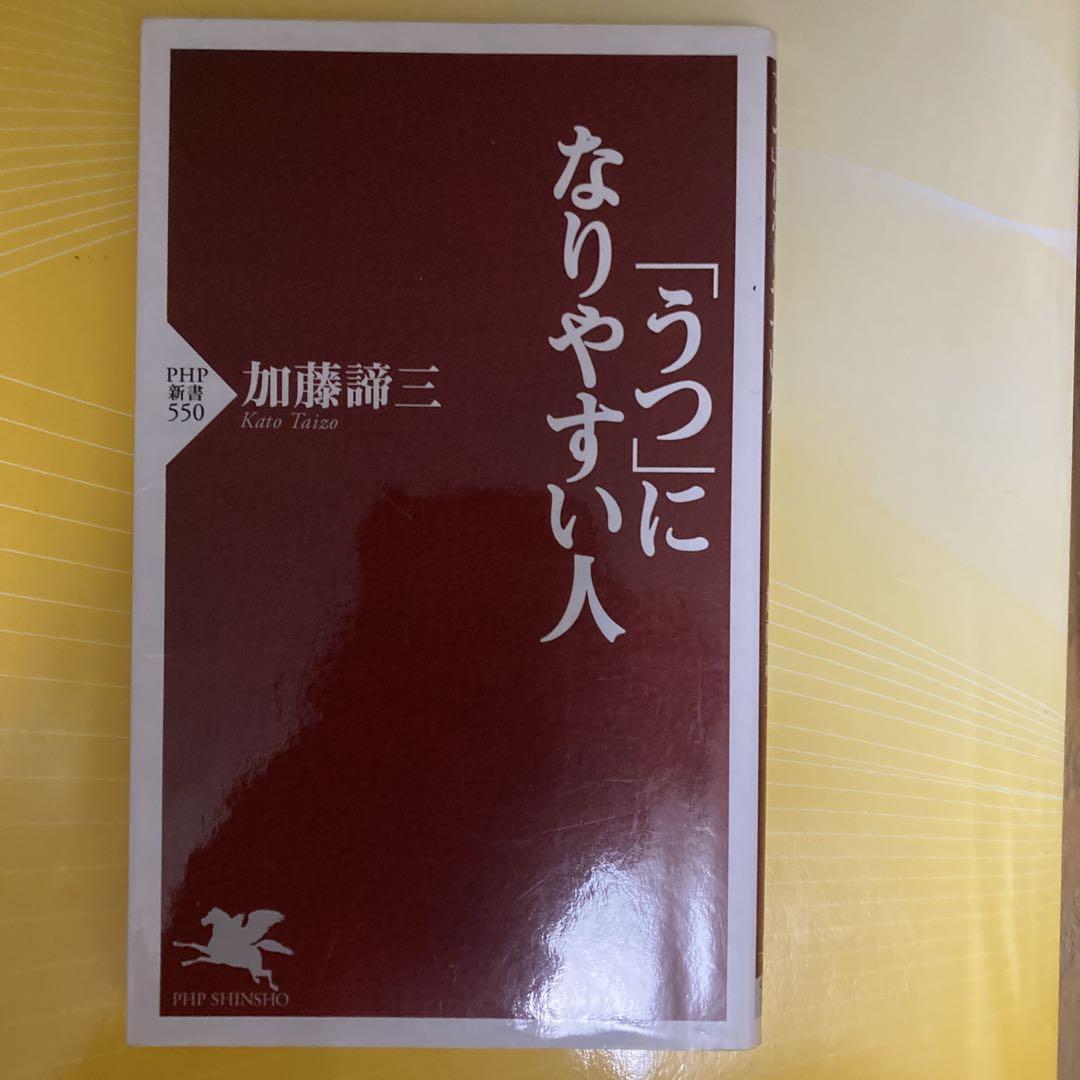 「うつ」に
なりやすい人
加藤諦三
Kato Taizo
PHP
新書
550
PHP SHINSHO